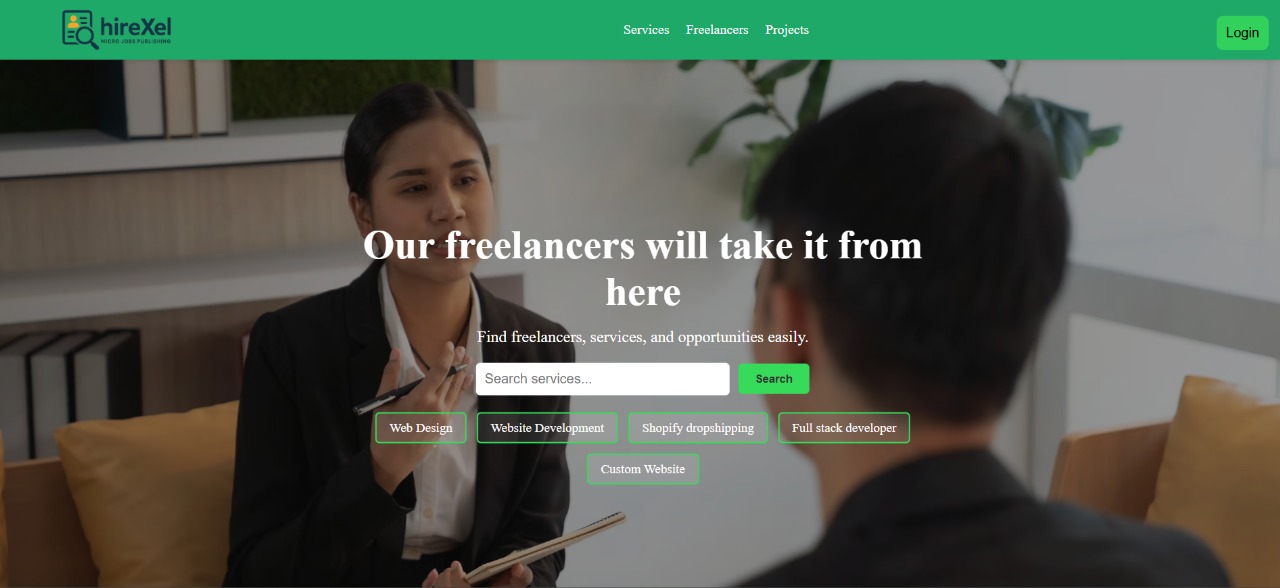 hireXel
MICRO JOBS PUBLISHING
Services Freelancers Projects
Login
Our freelancers will take it from
here
Find freelancers, services, and opportunities easily.
Search services... Search
Web Design Website Development Shopify dropshipping Full stack developer
Custom Website